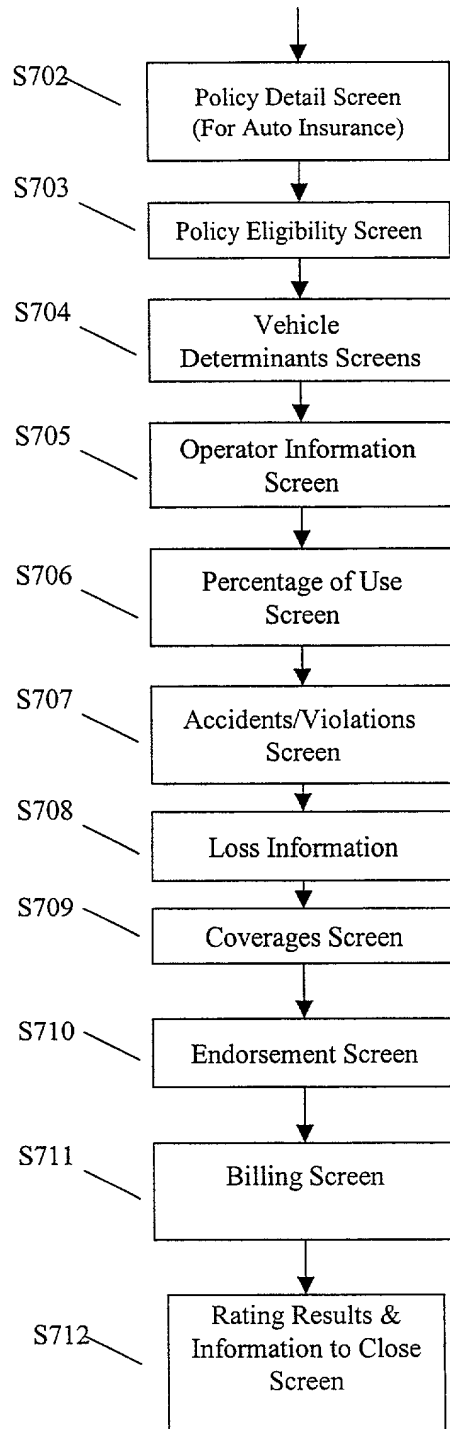 S702
Policy Detail Screen
(For Auto Insurance)
S703
Policy Eligibility Screen
S704
Vehicle
Determinants Screens
S705
Operator Information
Screen
S706
Percentage of Use
Screen
S707
Accidents/Violations
Screen
S708
Loss Information
S709
Coverages Screen
S710
Endorsement Screen
S711
Billing Screen
S712
Rating Results &
Information to Close
Screen